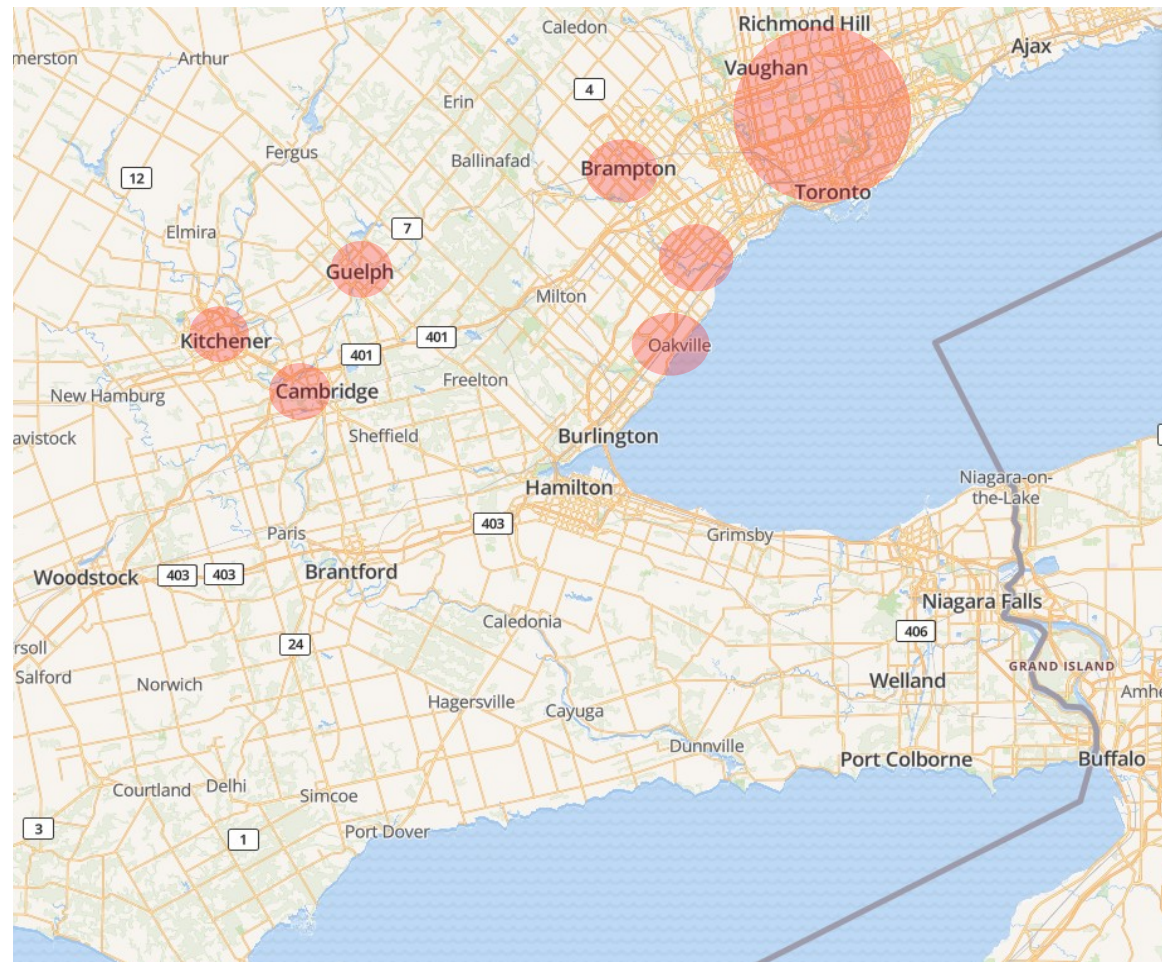 Richmond Hill
Caledon
Ajax
merston
Arthur
Vaughan
4
Erin
Fergus
Ballinafad
Brampton
12
Toronto
7
Elmira
Guelph
Milton
Kitchener
401
Oakville
401
Freelton
Cambridge
New Hamburg
avistock
Sheffield
Burlington
Niagara-on-
the-Lake
Hamilton
403
Paris
Grimsby
Woodstock
403
403
Brantford
Niagara Falls
Caledonia
406
24
rsoll
GRAND ISLAND
Salford
Norwich
Welland
Amhe
Hagersville
Cayuga
Dunnville
Port Colborne
Buffalo
Courtland
Delhi
Simcoe
3
1
Port Dover